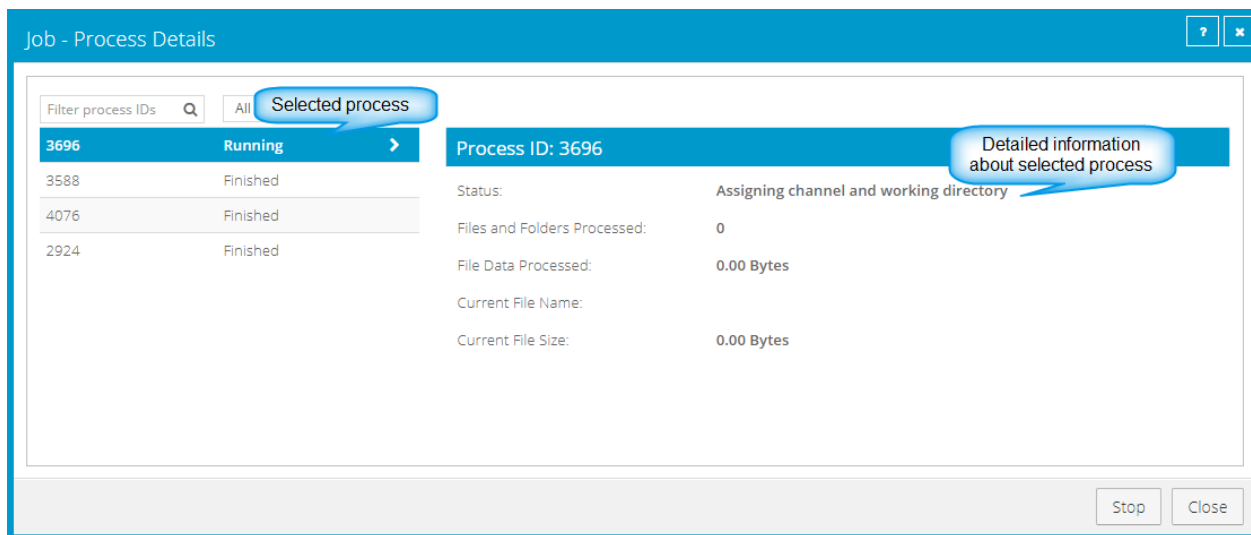 Job - Process Details
?
Filter process IDs
All
Selected process
3696 Running
3588 Finished
4076 Finished
2924 Finished
Process ID: 3696
Detailed information
about selected process
Status: Assigning channel and working directory
Files and Folders Processed: 0
File Data Processed: 0.00 Bytes
Current File Name:
Current File Size: 0.00 Bytes
Stop Close